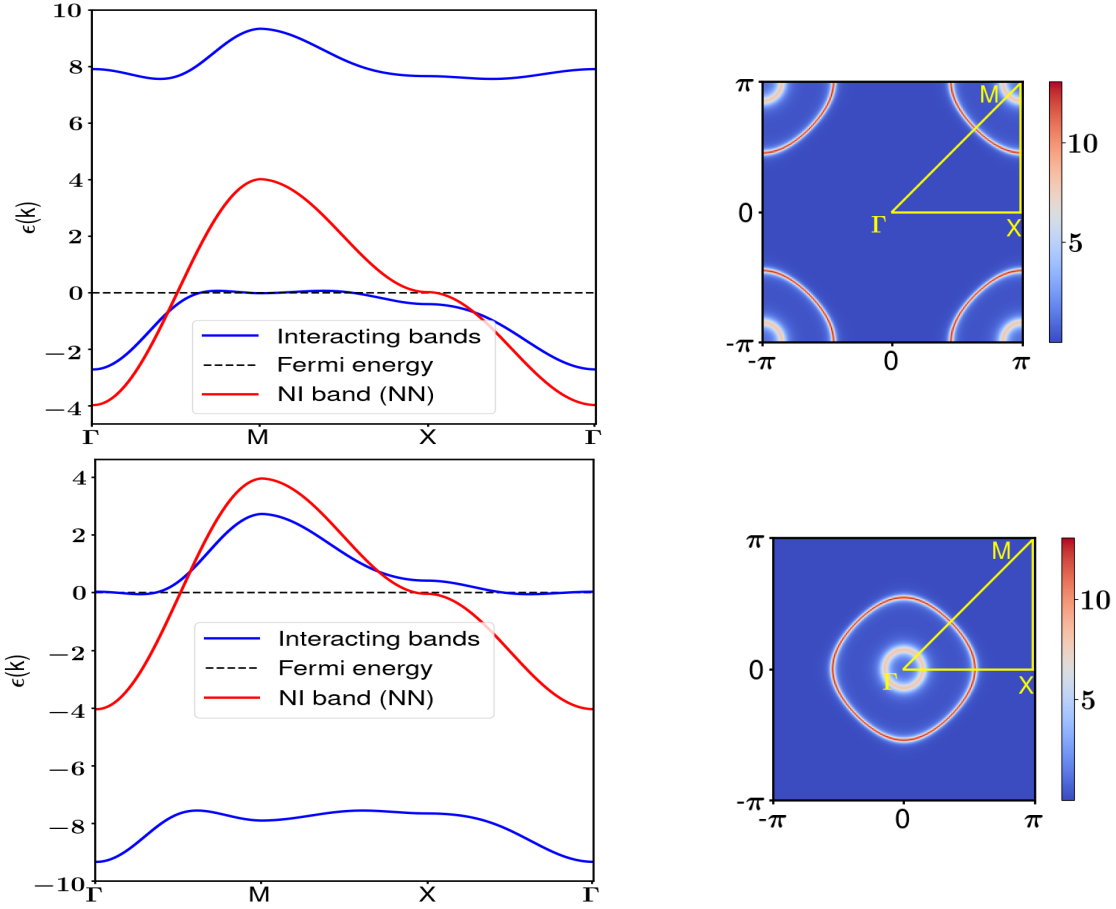 10
8
6
4
2
0
−2
−4
ϵ(k)
Interacting bands
Fermi energy
NI band (NN)
Γ M X Γ
π
0
-π
-π 0 π
M
Γ
X
10
5
4
2
0
−2
−4
−6
−8
−10
ϵ(k)
Interacting bands
Fermi energy
NI band (NN)
Γ M X Γ
π
0
-π
-π 0 π
M
Γ
X
10
5